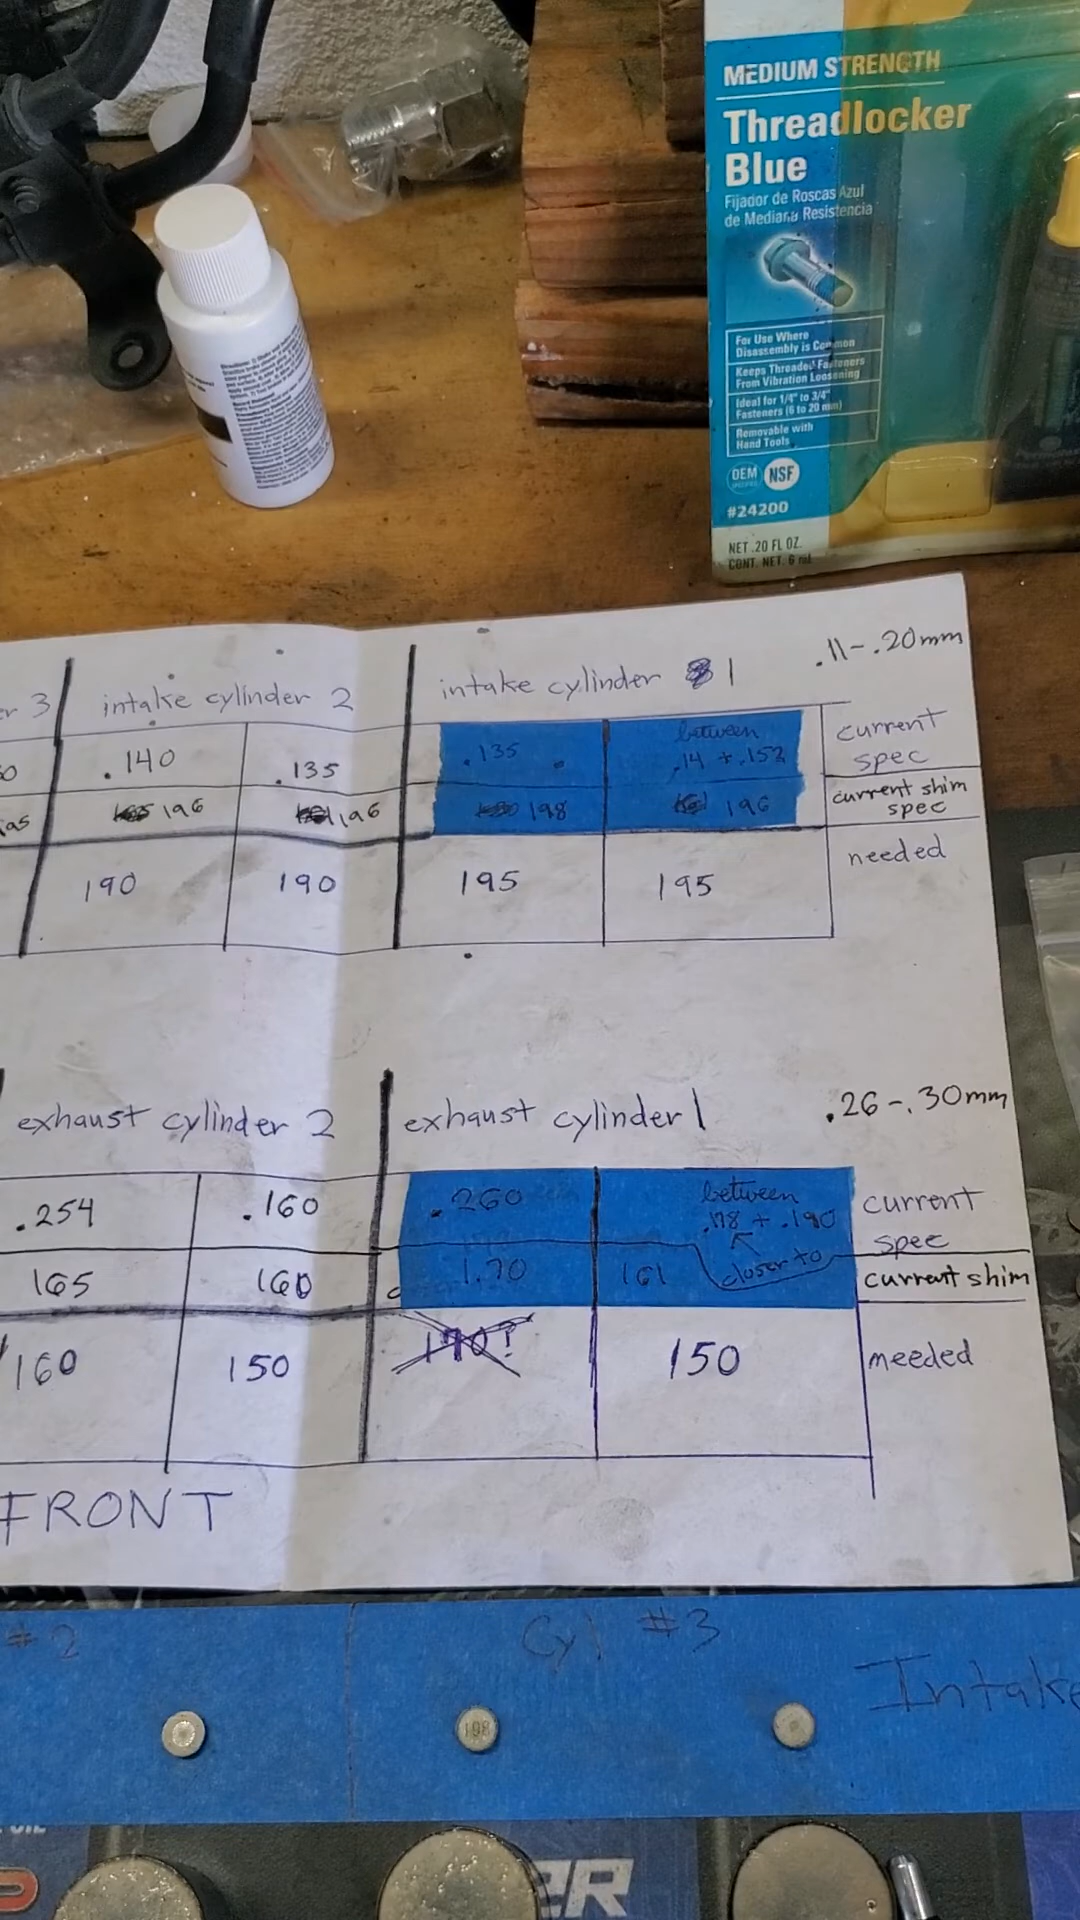 MEDIUM STRENGTH
Threadlocker
Blue
Fijador de Roscas Azul
de Mediana Resistencia
For Use Where
Disassembly is Common
Keeps Threaded Fasteners
From Vibration Loosening
Ideal for 1/4" to 3/4"
Fasteners (6 to 20 mm)
Removable with
Hand Tools
OEM
NSF
#24200
NET .20 FL OZ.
CONT. NET. 6 mL
.11-.20mm
er 3 intake cylinder 2 intake cylinder 1
.140 .135 .135 between .14 + .152 current spec
196 196 198 196 current shim spec
190 190 195 195 needed
.26-.30mm
exhaust cylinder 2 exhaust cylinder 1
.254 .160 .260 between .178 + .190 current spec
165 160 1.70 161 closer to current shim
160 150 170? 150 needed
FRONT
#2 Cyl #3 Intake
198